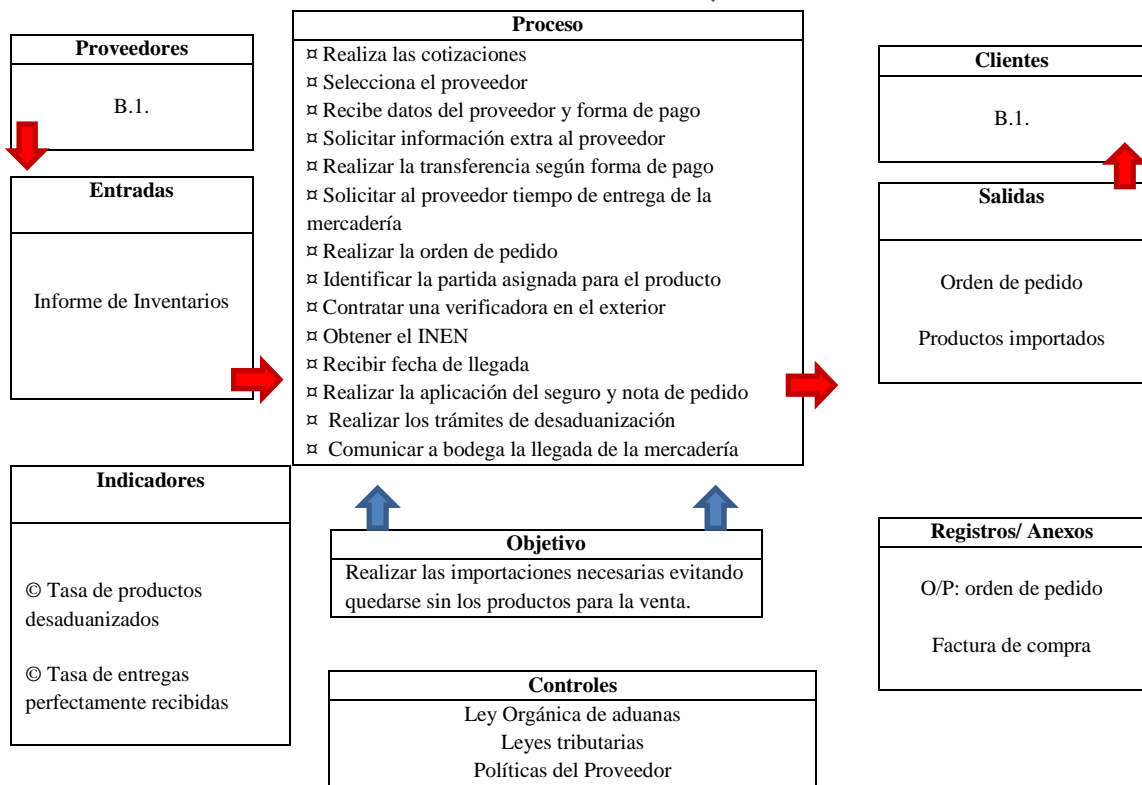 Proveedores
B.1.
Entradas
Informe de Inventarios
Proceso
¤ Realiza las cotizaciones
¤ Selecciona el proveedor
¤ Recibe datos del proveedor y forma de pago
¤ Solicitar información extra al proveedor
¤ Realizar la transferencia según forma de pago
¤ Solicitar al proveedor tiempo de entrega de la
mercadería
¤ Realizar la orden de pedido
¤ Identificar la partida asignada para el producto
¤ Contratar una verificadora en el exterior
¤ Obtener el INEN
¤ Recibir fecha de llegada
¤ Realizar la aplicación del seguro y nota de pedido
¤ Realizar los trámites de desaduanización
¤ Comunicar a bodega la llegada de la mercadería
Clientes
B.1.
Salidas
Orden de pedido
Productos importados
Indicadores
© Tasa de productos
desaduanizados
© Tasa de entregas
perfectamente recibidas
Objetivo
Realizar las importaciones necesarias evitando
quedarse sin los productos para la venta.
Registros/ Anexos
O/P: orden de pedido
Factura de compra
Controles
Ley Orgánica de aduanas
Leyes tributarias
Políticas del Proveedor